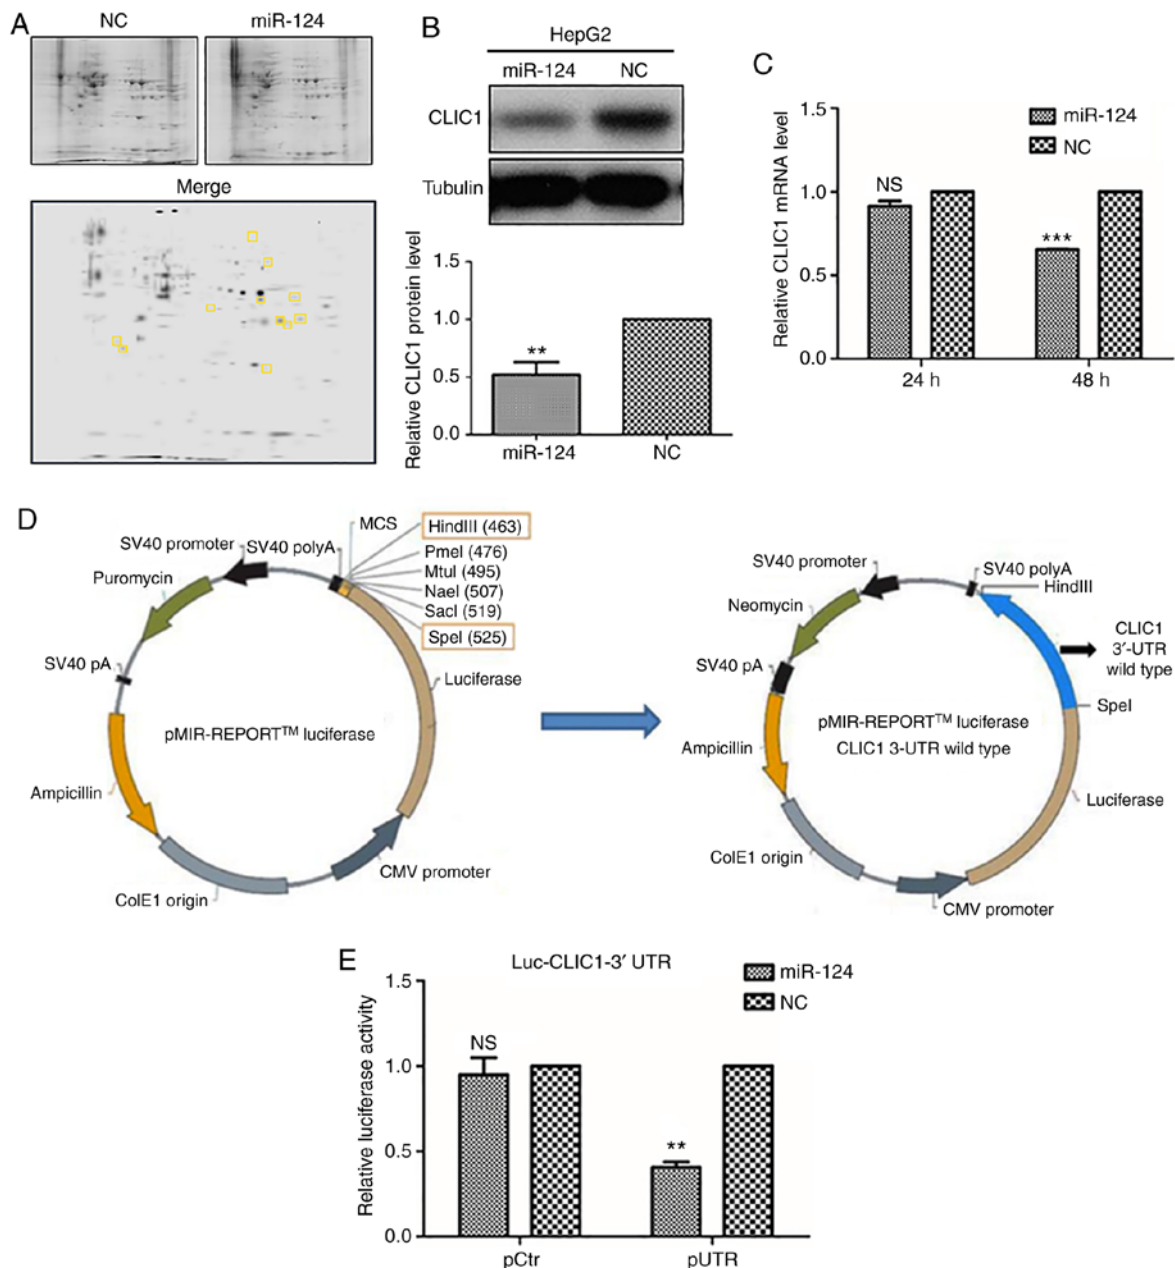 A
NC
miR-124
Merge
B
HepG2
miR-124
NC
CLIC1
Tubulin
Relative CLIC1 protein level
1.5
1.0
0.5
0.0
**
miR-124
NC
C
Relative CLIC1 mRNA level
1.5
1.0
0.5
0.0
miR-124
NC
NS
***
24 h
48 h
D
MCS
HindIII (463)
PmeI (476)
MtuI (495)
NaeI (507)
SacI (519)
SpeI (525)
SV40 promoter
SV40 polyA
Puromycin
SV40 pA
Luciferase
pMIR-REPORT™ luciferase
Ampicillin
CMV promoter
ColE1 origin
SV40 promoter
SV40 polyA
HindIII
Neomycin
CLIC1
3′-UTR
wild type
SV40 pA
SpeI
pMIR-REPORT™ luciferase
CLIC1 3-UTR wild type
Ampicillin
Luciferase
ColE1 origin
CMV promoter
E
Luc-CLIC1-3′ UTR
miR-124
NC
Relative luciferase activity
1.5
1.0
0.5
0.0
NS
**
pCtr
pUTR